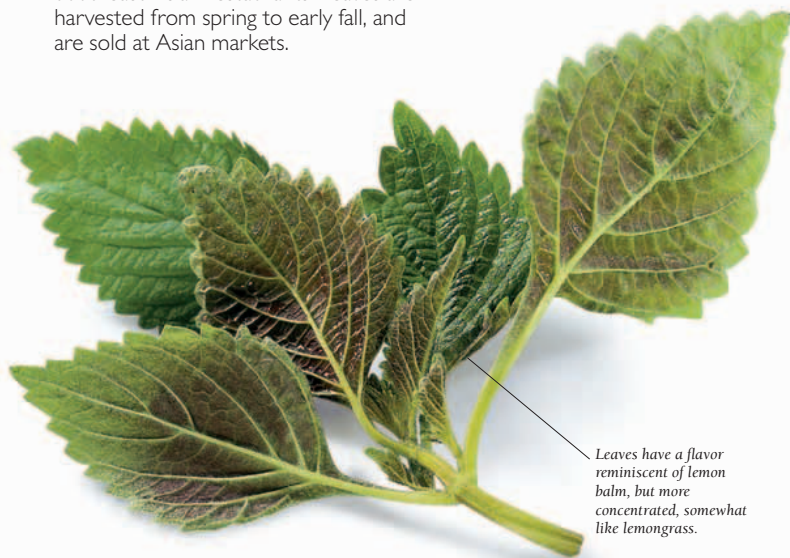 harvested from spring to early fall, and
are sold at Asian markets.
Leaves have a flavor
reminiscent of lemon
balm, but more
concentrated, somewhat
like lemongrass.